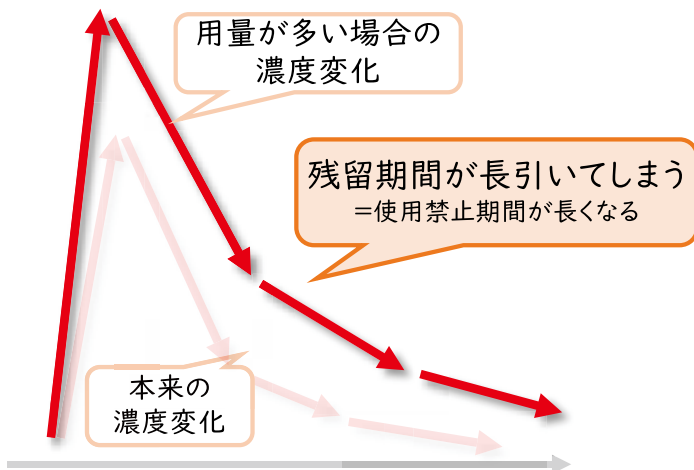 用量が多い場合の
濃度変化
残留期間が長引いてしまう
=使用禁止期間が長くなる
本来の
濃度変化